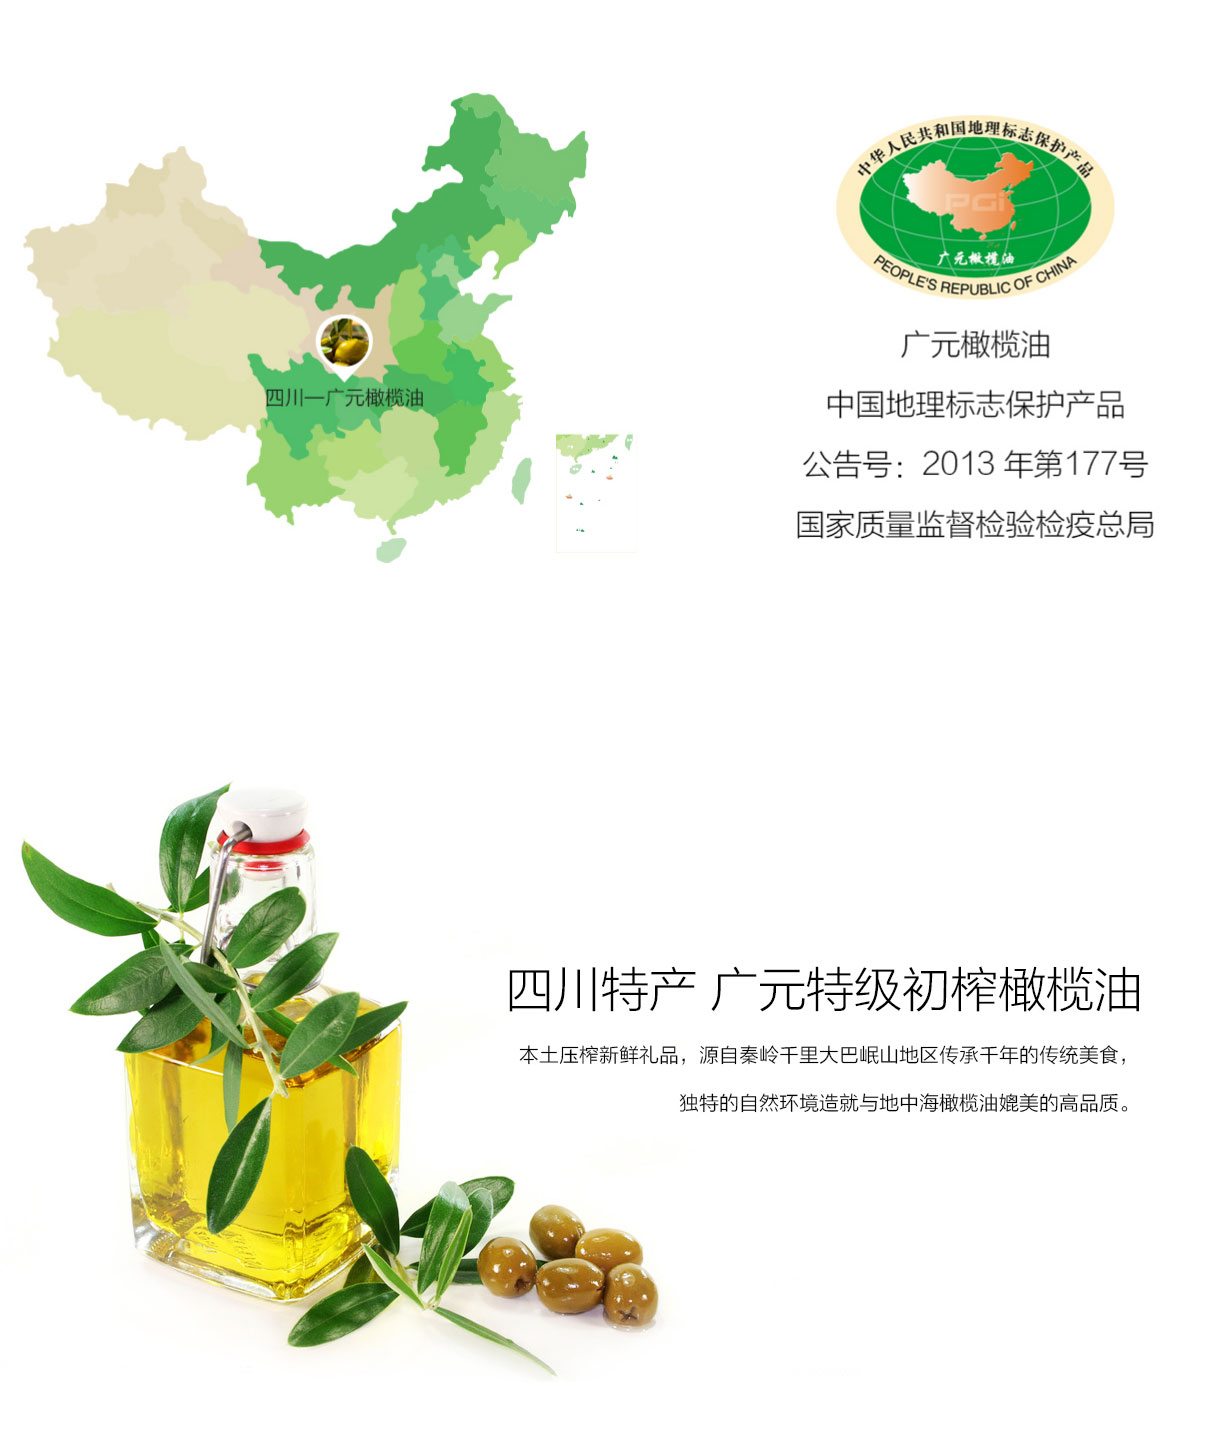 中华人民共和国地理标志保护产品
PGi
广元橄榄油
PEOPLE'S REPUBLIC OF CHINA
四川—广元橄榄油
广元橄榄油
中国地理标志保护产品
公告号：2013 年第177号
国家质量监督检验检疫总局
四川特产 广元特级初榨橄榄油
本土压榨新鲜礼品，源自秦岭千里大巴岷山地区传承千年的传统美食，
独特的自然环境造就与地中海橄榄油媲美的高品质。